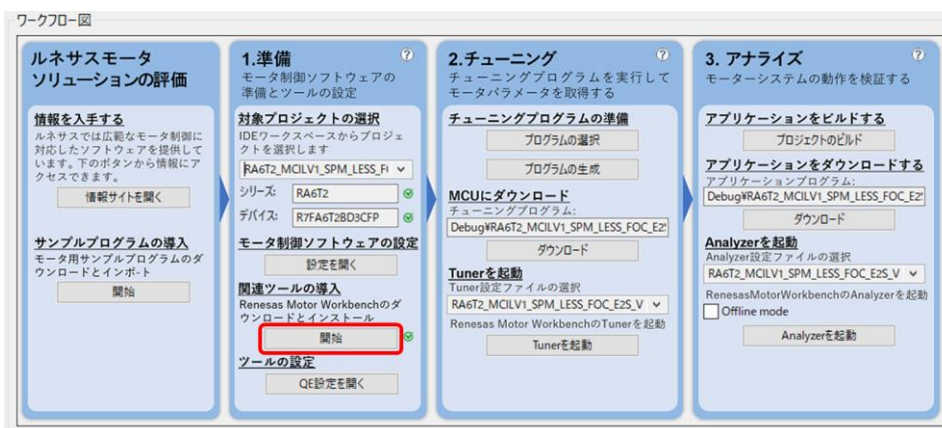 ワークフロー図
ルネサスモータ
ソリューションの評価
情報を入手する
ルネサスでは広範なモータ制御に
対応したソフトウェアを提供して
います。下のボタンから情報にア
クセスできます。
情報サイトを開く
サンプルプログラムの導入
モータ用サンプルプログラムのダ
ウンロードとインポート
開始
1.準備
?
モータ制御ソフトウェアの
準備とツールの設定
対象プロジェクトの選択
IDEワークスペースからプロジェ
クトを選択します
RA6T2_MCILV1_SPM_LESS_F
シリーズ: RA6T2
デバイス: R7FA6T2BD3CFP
モータ制御ソフトウェアの設定
設定を開く
関連ツールの導入
Renesas Motor Workbenchのダ
ウンロードとインストール
開始
ツールの設定
QE設定を開く
2.チューニング
?
チューニングプログラムを実行して
モータパラメータを取得する
チューニングプログラムの準備
プログラムの選択
プログラムの生成
MCUにダウンロード
チューニングプログラム:
Debug¥RA6T2_MCILV1_SPM_LESS_FOC_E2
ダウンロード
Tunerを起動
Tuner設定ファイルの選択
RA6T2_MCILV1_SPM_LESS_FOC_E2S_V
Renesas Motor WorkbenchのTunerを起動
Tunerを起動
3. アナライズ
?
モーターシステムの動作を検証する
アプリケーションをビルドする
プロジェクトのビルド
アプリケーションをダウンロードする
アプリケーションプログラム:
Debug¥RA6T2_MCILV1_SPM_LESS_FOC_E2
ダウンロード
Analyzerを起動
Analyzer設定ファイルの選択
RA6T2_MCILV1_SPM_LESS_FOC_E2S_V
RenesasMotorWorkbenchのAnalyzerを起動
Offline mode
Analyzerを起動